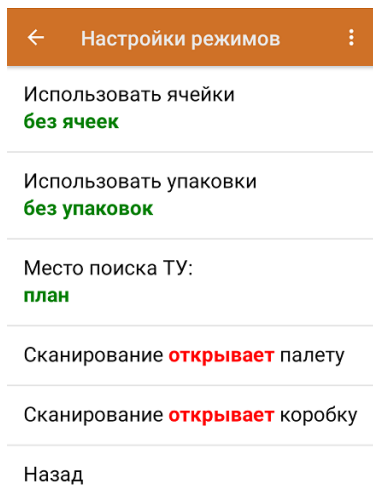 Настройки режимов
Использовать ячейки
без ячеек
Использовать упаковки
без упаковок
Место поиска ТУ:
план
Сканирование открывает палету
Сканирование открывает коробку
Назад